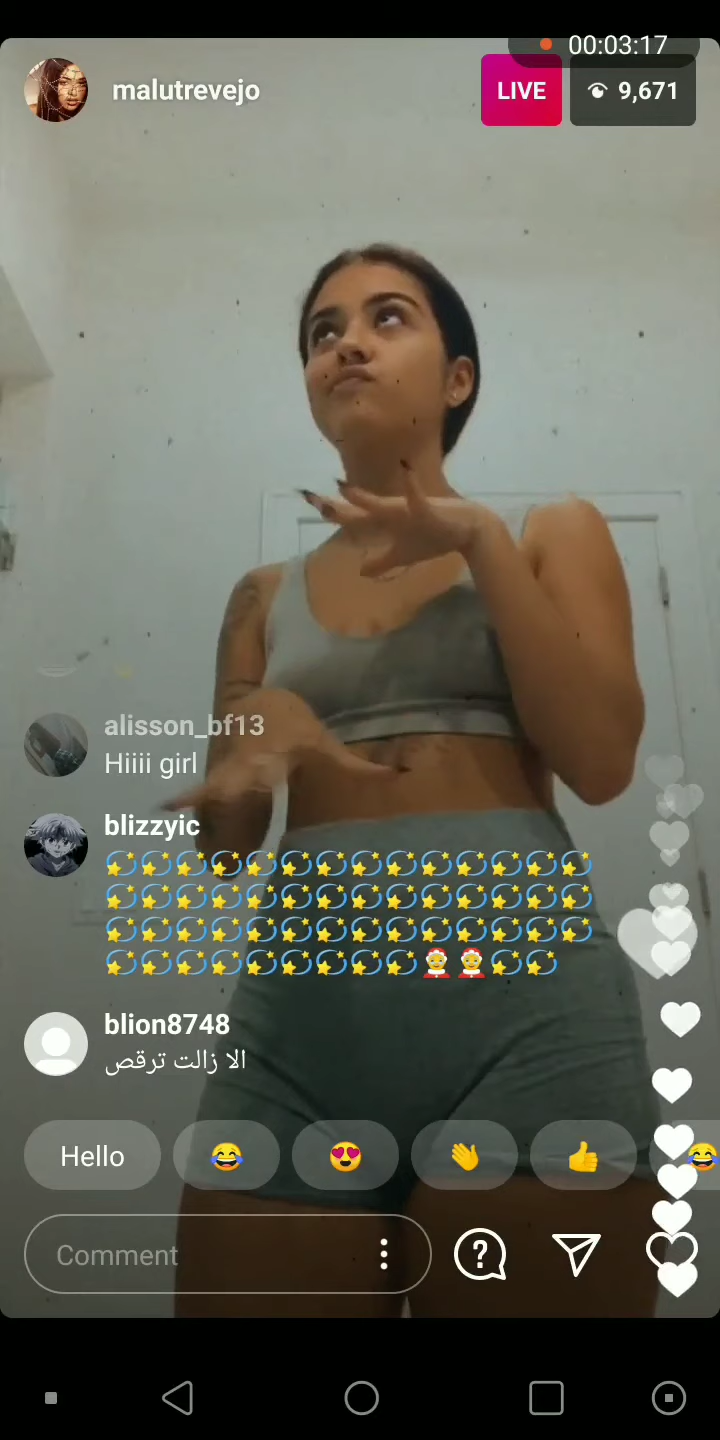 00:03:17
malutrevejo
LIVE
9,671
alisson_bf13
Hiiii girl
blizzyic
💫💫💫💫💫💫💫💫💫💫💫💫💫💫
💫💫💫💫💫💫💫💫💫💫💫💫💫💫
💫💫💫💫💫💫💫💫💫💫💫💫💫💫
💫💫💫💫💫💫💫💫💫🤶🤶💫💫
blion8748
الا زالت ترقص
Hello 😂 😍 👋 👍 😂
Comment